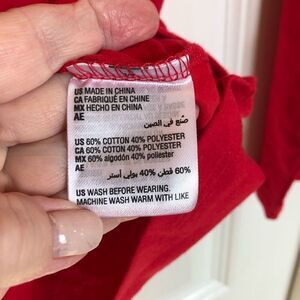 US MADE IN CHINA
CA FABRIQUÉ EN CHINE
MX HECHO EN CHINA
AE
صنع في الصين
US 60% COTTON 40% POLYESTER
CA 60% COTON 40% POLYESTER
MX 60% algodón 40% poliester
AE
60% قطن 40% بولي أستر
US WASH BEFORE WEARING.
MACHINE WASH WARM WITH LIKE